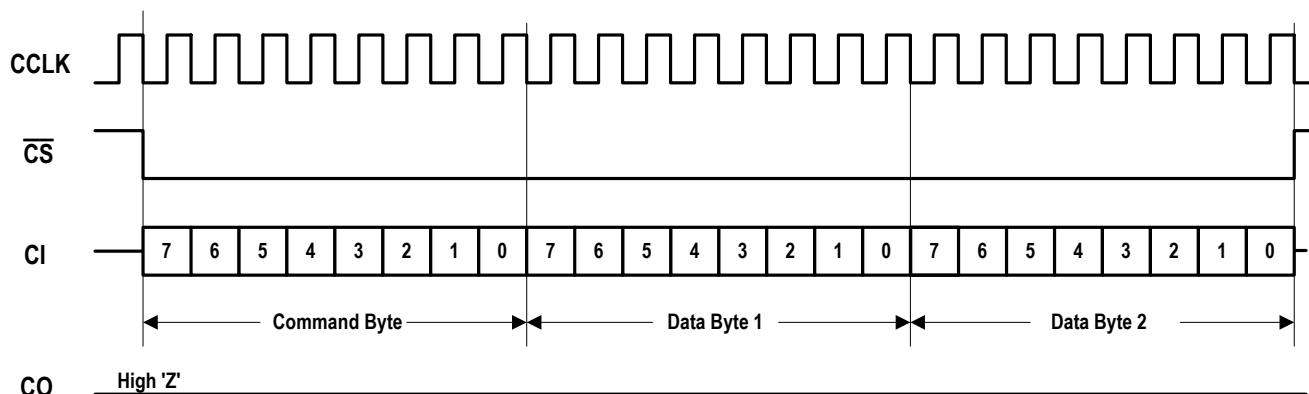 CCLK
C̅S̅
CI 7 6 5 4 3 2 1 0 7 6 5 4 3 2 1 0 7 6 5 4 3 2 1 0
Command Byte Data Byte 1 Data Byte 2
CO High 'Z'